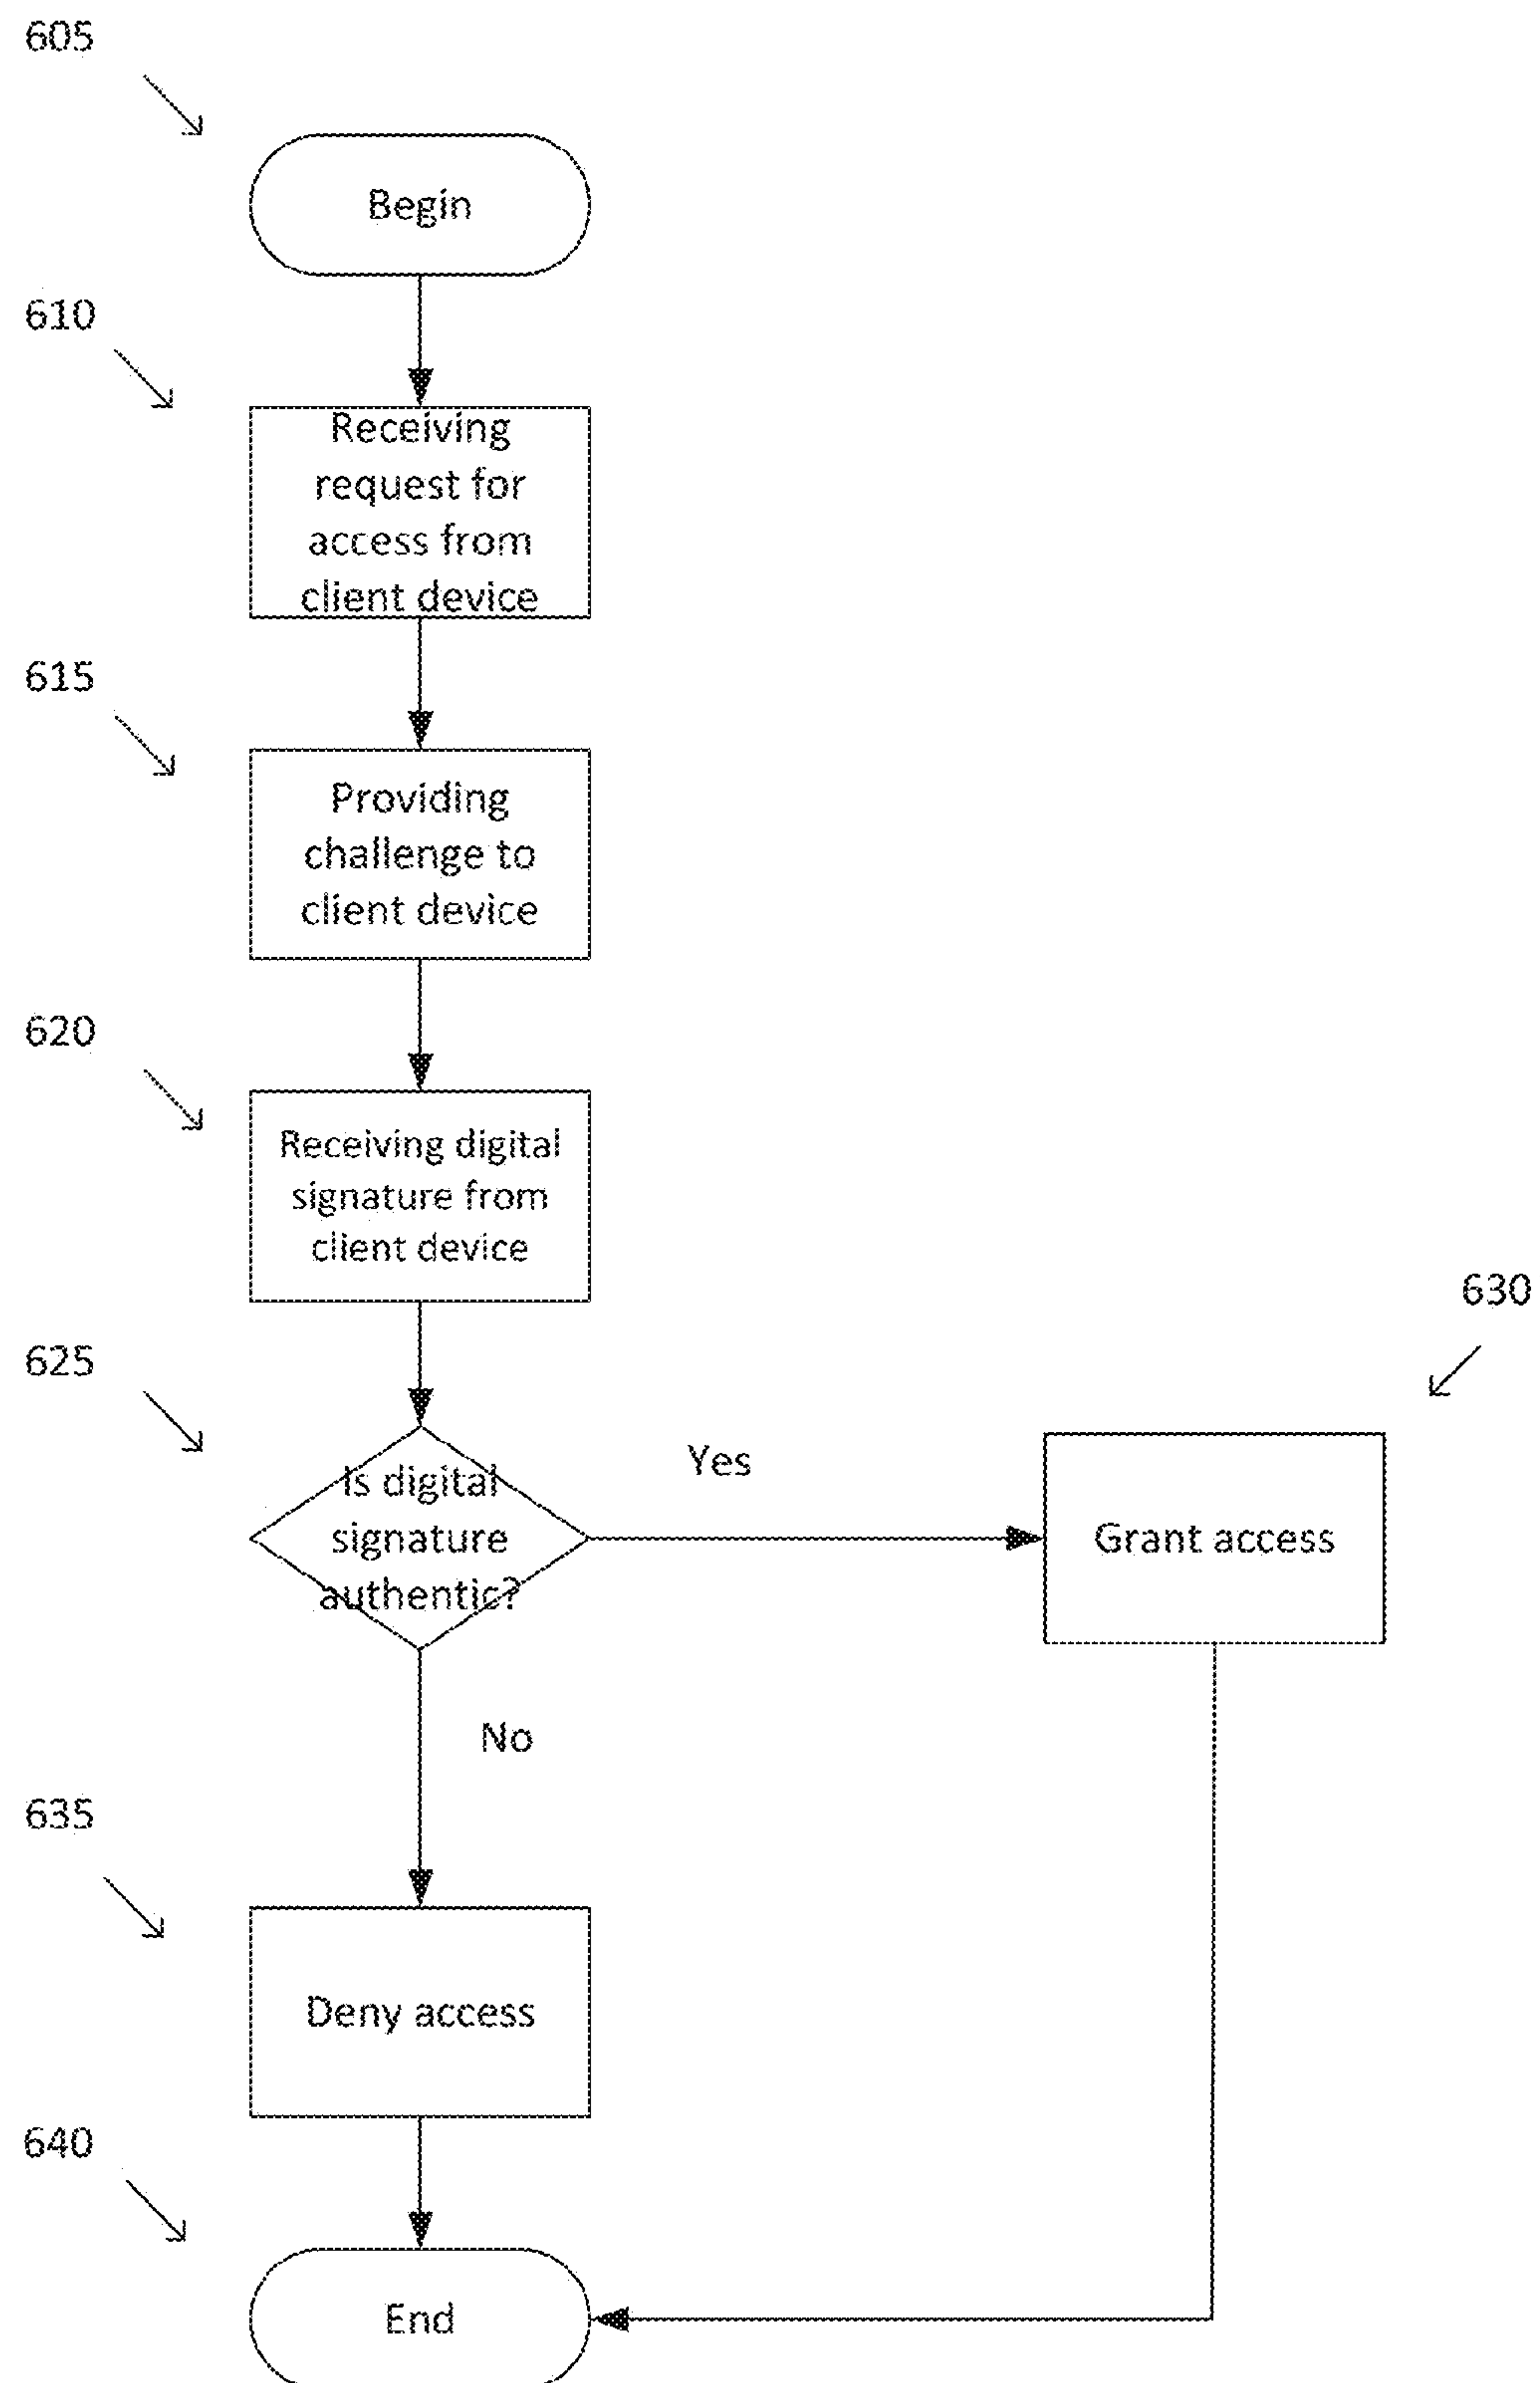 605
Begin
610
Receiving
request for
access from
client device
615
Providing
challenge to
client device
620
Receiving digital
signature from
client device
625
Is digital
signature
authentic?
Yes
630
Grant access
No
635
Deny access
640
End